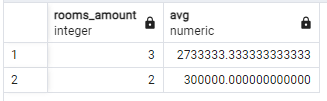 rooms_amount avg
integer numeric
1 3 2733333.333333333333
2 2 300000.000000000000